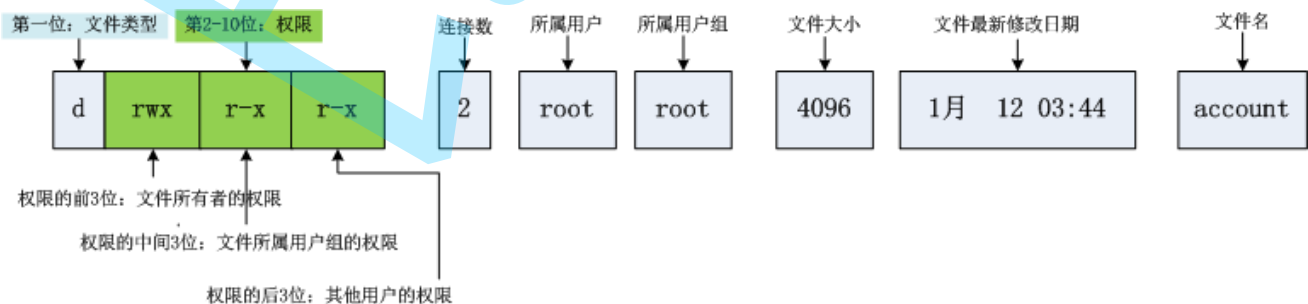 第一位：文件类型 第2-10位：权限 连接数 所属用户 所属用户组 文件大小 文件最新修改日期 文件名
d rwx r-x r-x 2 root root 4096 1月 12 03:44 account
权限的前3位：文件所有者的权限
权限的中间3位：文件所属用户组的权限
权限的后3位：其他用户的权限